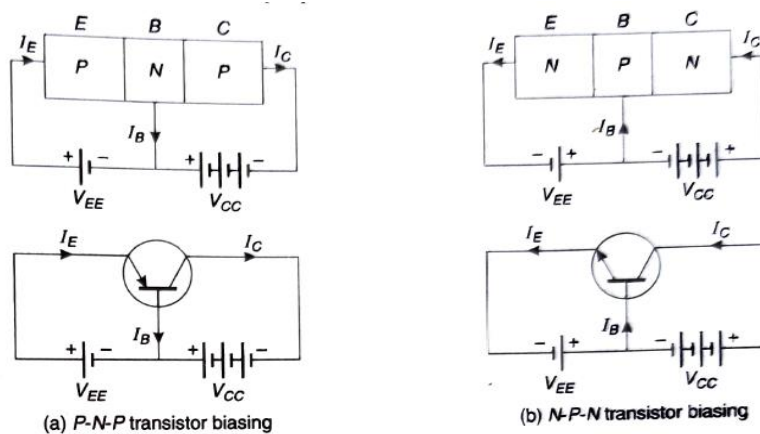 E B C
I_E P N P I_C
I_B
+ − + −
V_EE V_CC
I_E I_C
I_B
+ − + −
V_EE V_CC
(a) P-N-P transistor biasing
E B C
I_E N P N I_C
I_B
− + − +
V_EE V_CC
I_E I_C
I_B
− + − +
V_EE V_CC
(b) N-P-N transistor biasing